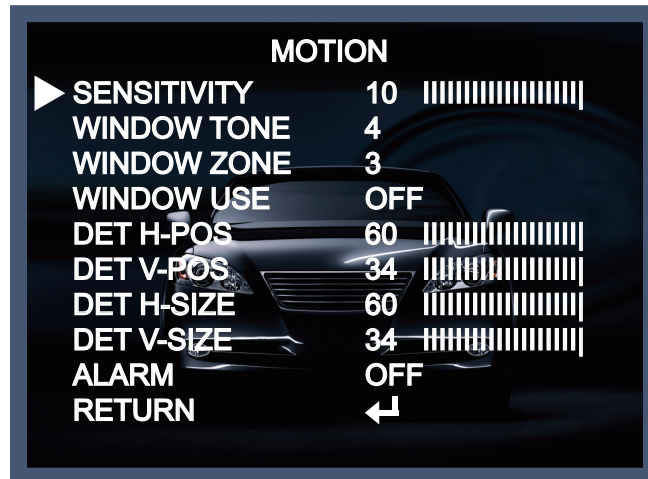 MOTION
SENSITIVITY 10
WINDOW TONE 4
WINDOW ZONE 3
WINDOW USE OFF
DET H-POS 60
DET V-POS 34
DET H-SIZE 60
DET V-SIZE 34
ALARM OFF
RETURN ↲